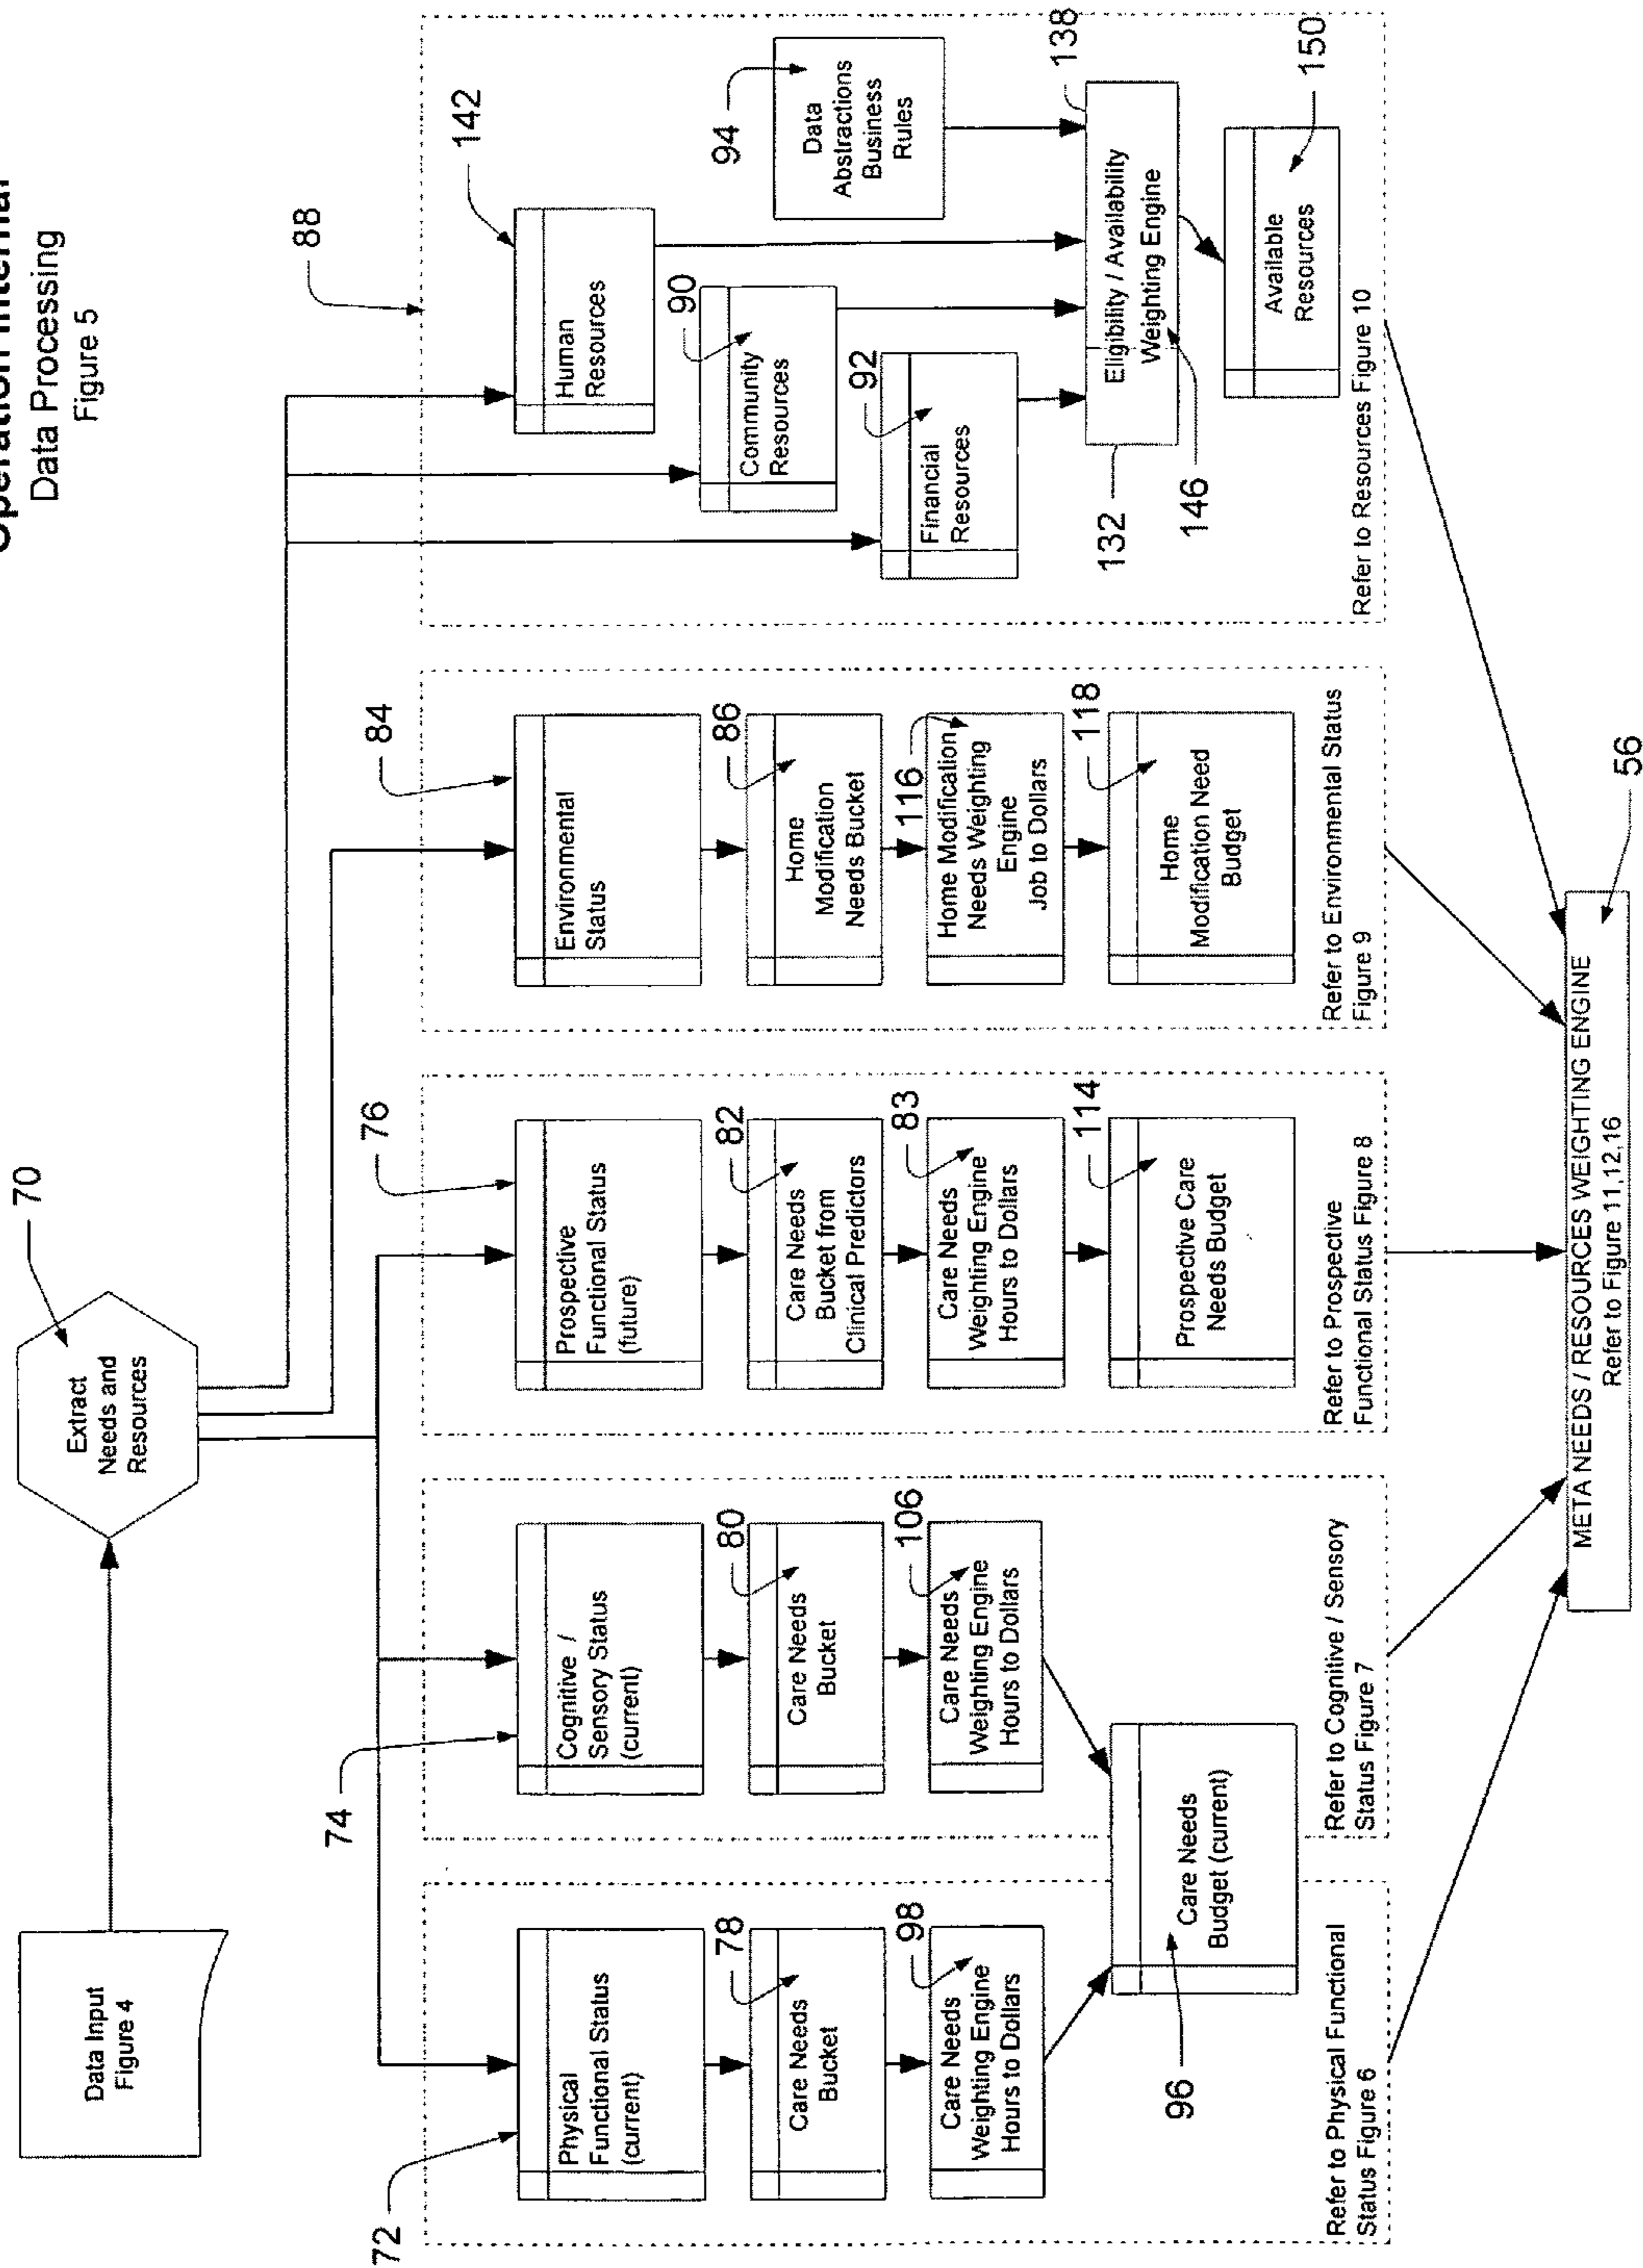 Operation Internal
Data Processing
Figure 5
Data Input
Figure 4
Extract
Needs and
Resources
70
72
Physical
Functional Status
(current)
78
Care Needs
Bucket
98
Care Needs
Weighting Engine
Hours to Dollars
96
Care Needs
Budget (current)
Refer to Physical Functional
Status Figure 6
74
Cognitive /
Sensory Status
(current)
80
Care Needs
Bucket
106
Care Needs
Weighting Engine
Hours to Dollars
Refer to Cognitive / Sensory
Status Figure 7
76
Prospective
Functional Status
(future)
82
Care Needs
Bucket from
Clinical Predictors
83
Care Needs
Weighting Engine
Hours to Dollars
114
Prospective Care
Needs Budget
Refer to Prospective
Functional Status Figure 8
84
Environmental
Status
86
Home
Modification
Needs Bucket
116
Home Modification
Needs Weighting
Engine
Job to Dollars
118
Home
Modification Need
Budget
Refer to Environmental Status
Figure 9
88
142
Human
Resources
90
Community
Resources
92
Financial
Resources
94
Data
Abstractions
Business
Rules
138
132
Eligibility / Availability
Weighting Engine
146
150
Available
Resources
Refer to Resources Figure 10
56
META NEEDS / RESOURCES WEIGHTING ENGINE
Refer to Figure 11,12,16